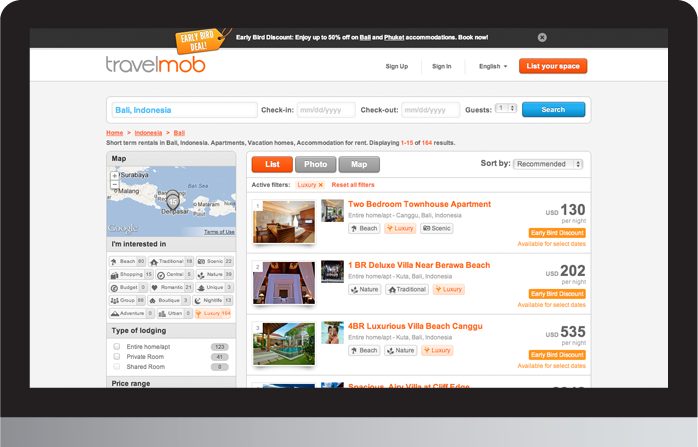 EARLY BIRD DEAL!
Early Bird Discount: Enjoy up to 50% off on Bali and Phuket accommodations. Book now!
travelmob
Sign Up
Sign In
English
List your space
Bali, Indonesia
Check-in: mm/dd/yyyy
Check-out: mm/dd/yyyy
Guests: 1
Search
Home > Indonesia > Bali
Short term rentals in Bali, Indonesia. Apartments, Vacation homes, Accommodation for rent. Displaying 1-15 of 164 results.
Map
Surabaya
Malang
Bali Sea
Mataram
Sumbawa
Denpasar
15
Google
Terms of Use
I'm interested in
Beach 80
Traditional 18
Scenic 22
Shopping 15
Central 5
Nature 39
Budget 0
Romantic 21
Unique 3
Group 88
Boutique 3
Nightlife 13
Adventure 0
Urban 0
Luxury 164
Type of lodging
Entire home/apt 123
Private Room 41
Shared Room 0
Price range
List
Photo
Map
Sort by: Recommended
Active filters: Luxury x Reset all filters
1
Two Bedroom Townhouse Apartment
Entire home/apt - Canggu, Bali, Indonesia
Beach
Luxury
Scenic
USD 130
per night
Early Bird Discount
Available for select dates
2
1 BR Deluxe Villa Near Berawa Beach
Entire home/apt - Kuta, Bali, Indonesia
Nature
Traditional
Luxury
USD 202
per night
Early Bird Discount
Available for select dates
3
4BR Luxurious Villa Beach Canggu
Entire home/apt - Kuta, Bali, Indonesia
Beach
Nature
Luxury
USD 535
per night
Early Bird Discount
Available for select dates
Spacious, Airy Villa at Cliff Edge